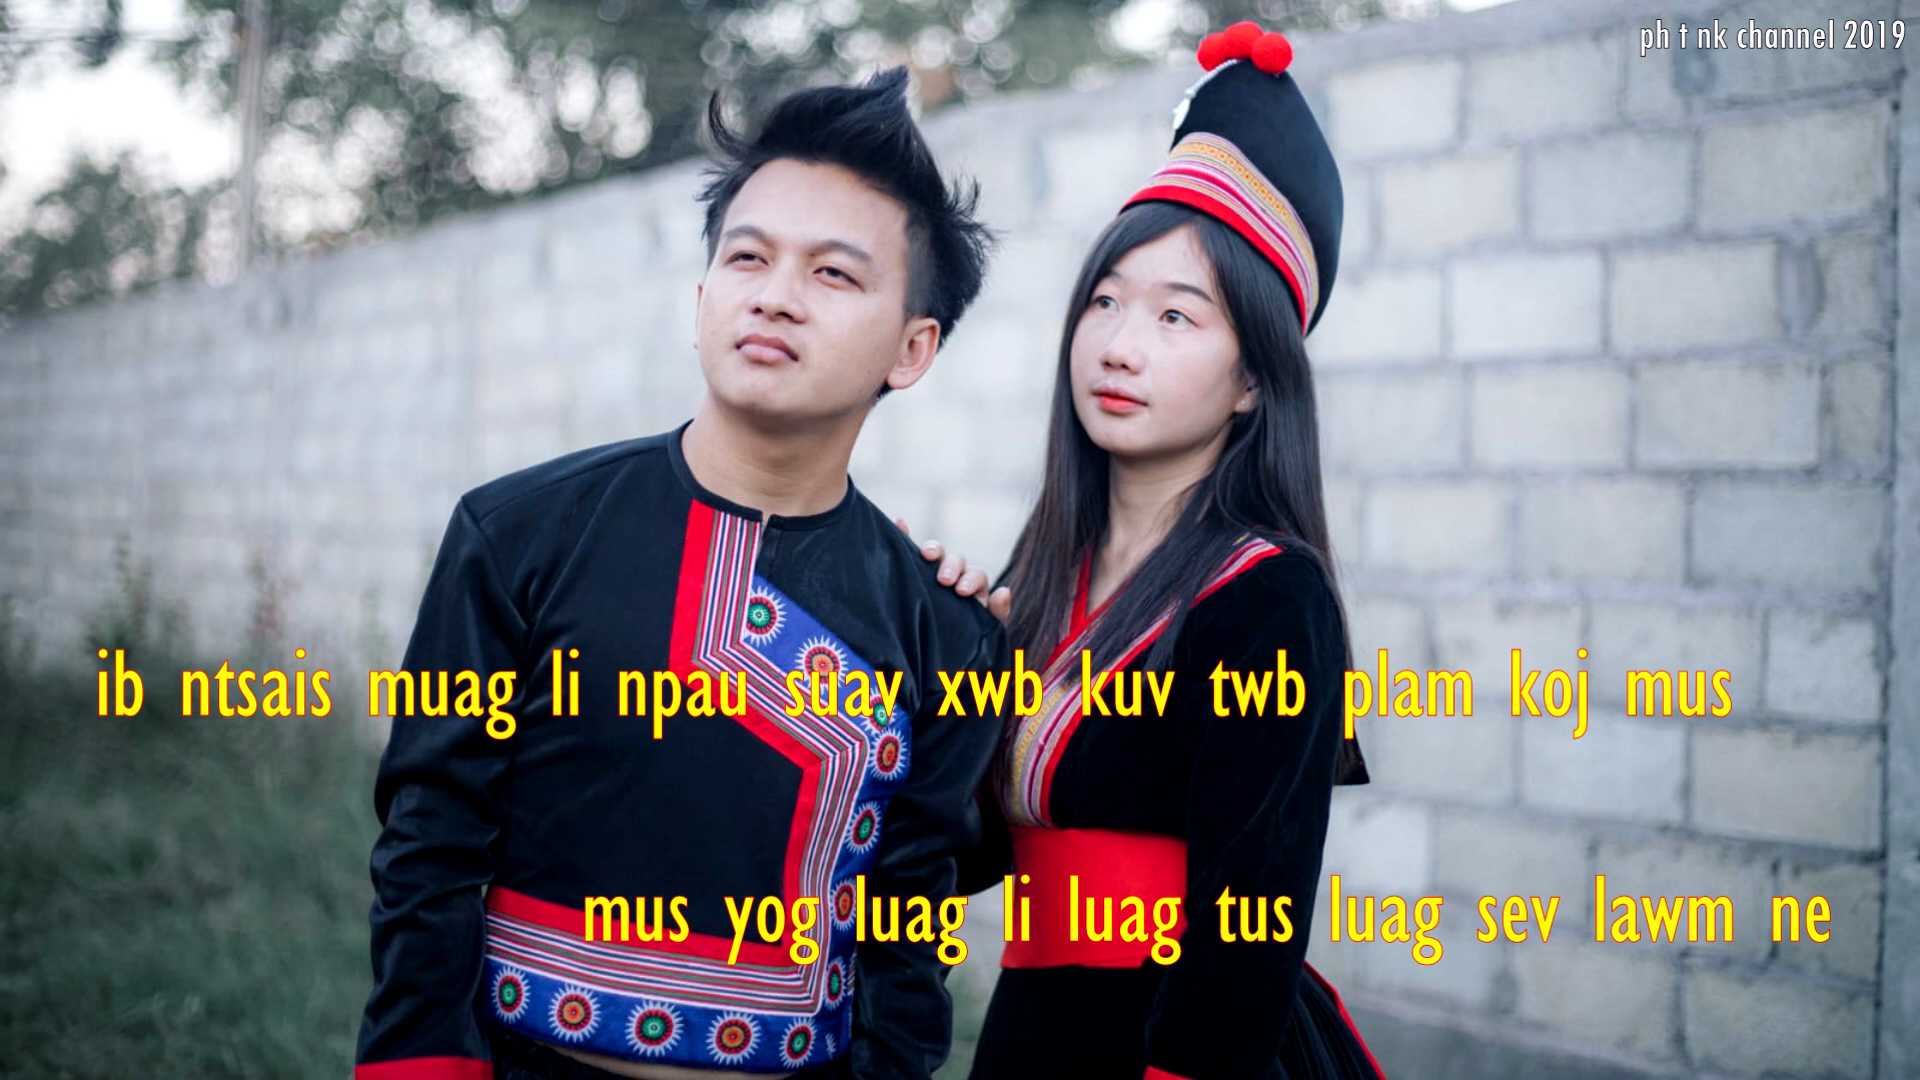 ph t nk channel 2019
ib ntsais muag li npau suav xwb kuv twb plam koj mus
mus yog luag li luag tus luag sev lawm ne